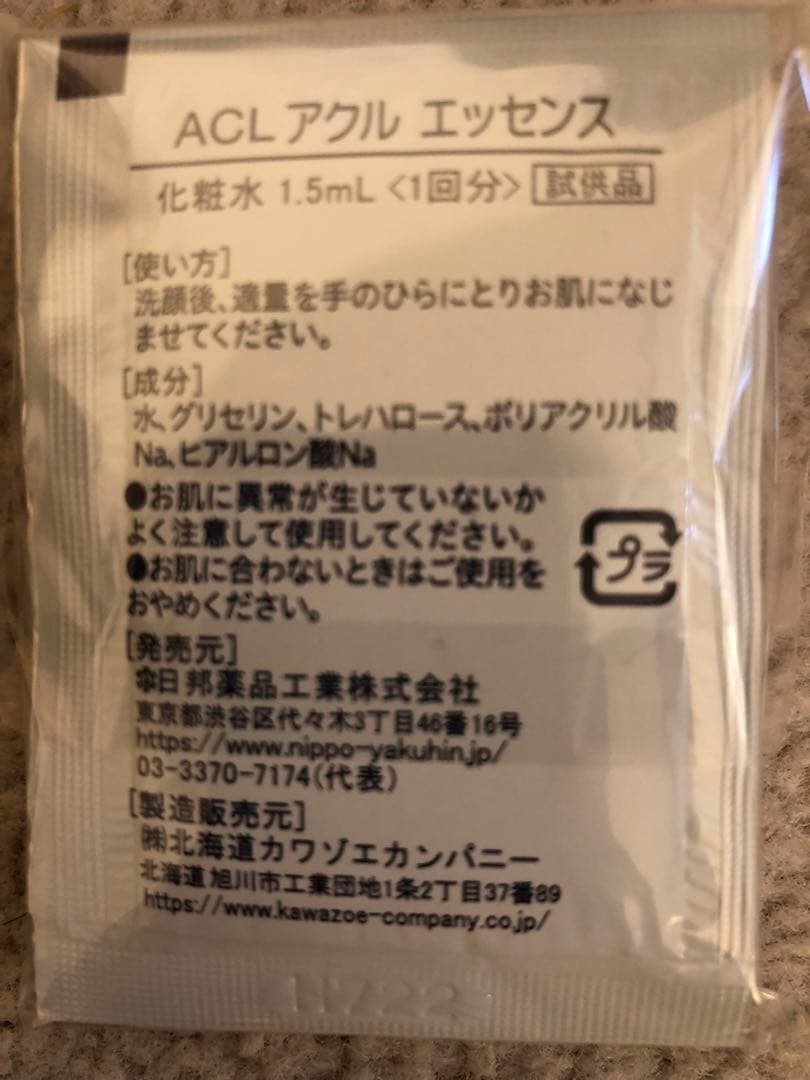 ACL アクル エッセンス
化粧水 1.5mL <1回分> 試供品
[使い方]
洗顔後、適量を手のひらにとりお肌になじ
ませてください。
[成分]
水、グリセリン、トレハロース、ポリアクリル酸
Na、ヒアルロン酸Na
●お肌に異常が生じていないか
よく注意して使用してください。
●お肌に合わないときはご使用を
おやめください。
プラ
[発売元]
日邦薬品工業株式会社
東京都渋谷区代々木3丁目46番16号
https://www.nippo-yakuhin.jp/
03-3370-7174(代表)
[製造販売元]
㈱北海道カワゾエカンパニー
北海道旭川市工業団地1条2丁目37番89
https://www.kawazoe-company.co.jp/